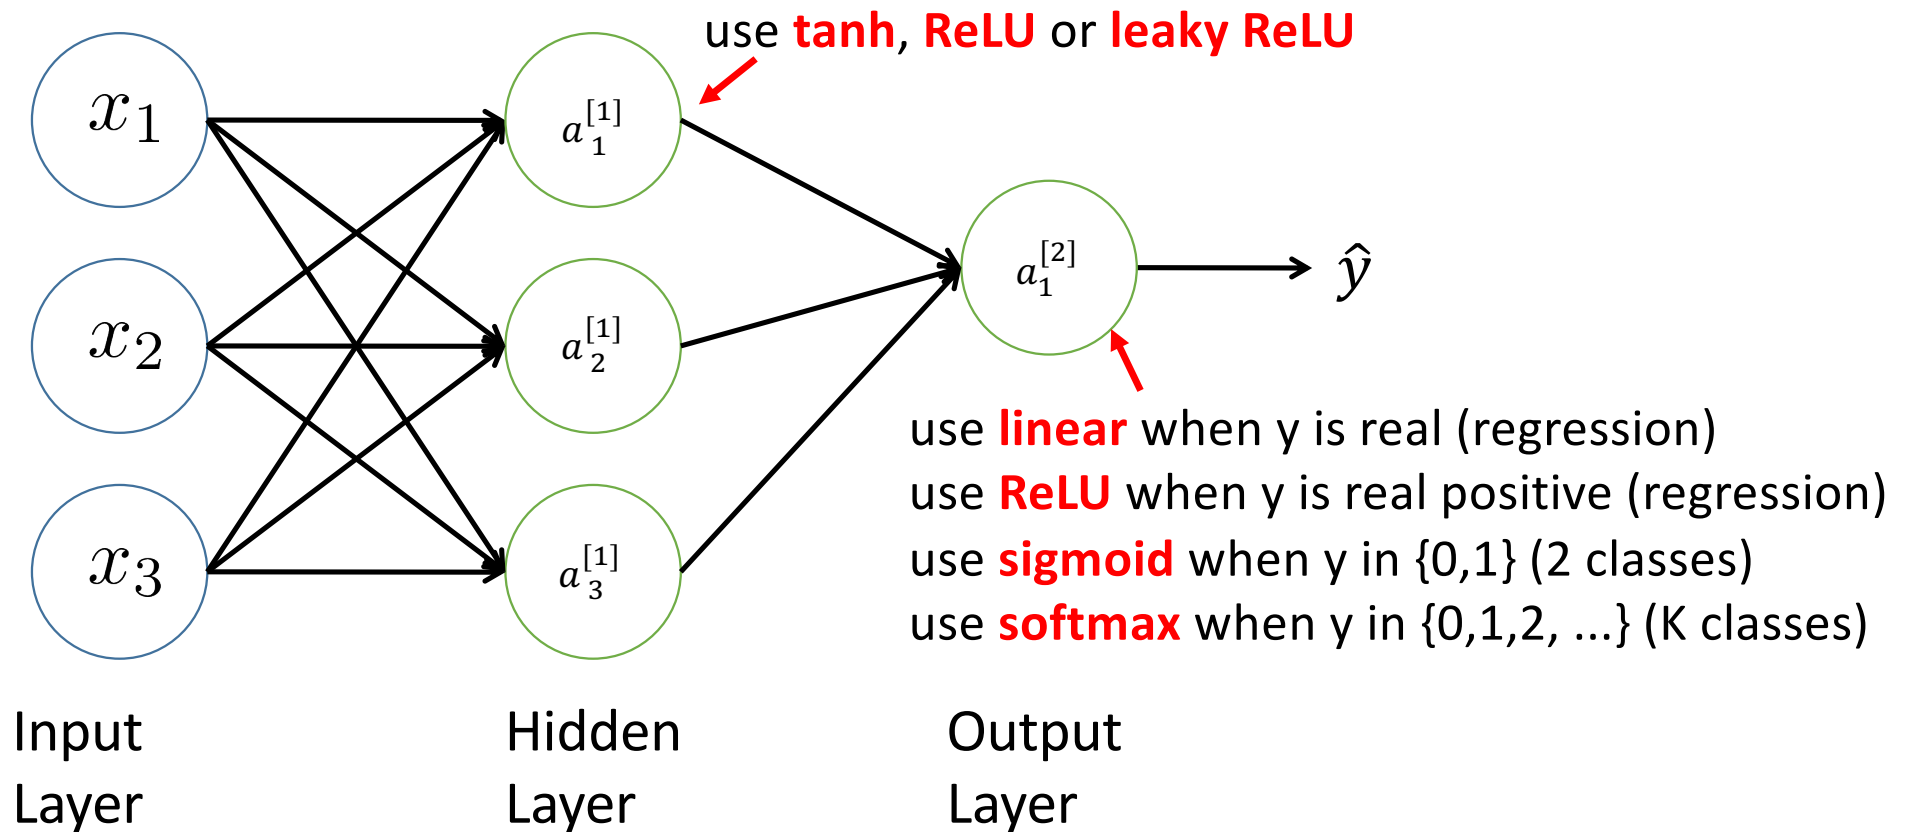 use tanh, ReLU or leaky ReLU
x₁
a₁^[1]
x₂
a₂^[1]
a₁^[2]
ŷ
x₃
a₃^[1]
use linear when y is real (regression)
use ReLU when y is real positive (regression)
use sigmoid when y in {0,1} (2 classes)
use softmax when y in {0,1,2, ...} (K classes)
Input
Layer
Hidden
Layer
Output
Layer